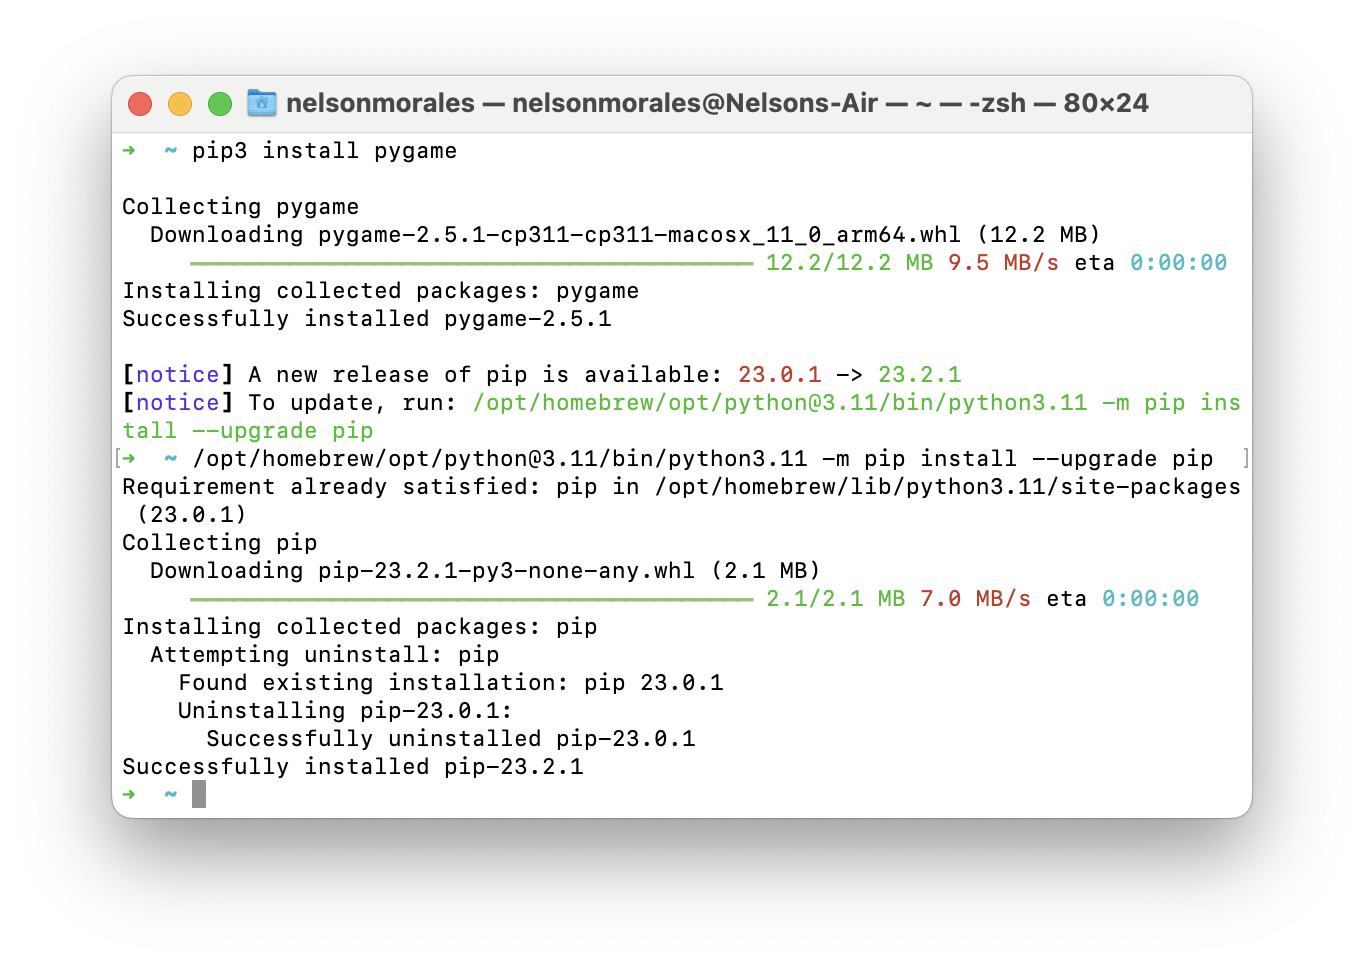 nelsonmorales — nelsonmorales@Nelsons-Air — ~ — -zsh — 80×24
➜  ~ pip3 install pygame
Collecting pygame
  Downloading pygame-2.5.1-cp311-cp311-macosx_11_0_arm64.whl (12.2 MB)
12.2/12.2 MB 9.5 MB/s eta 0:00:00
Installing collected packages: pygame
Successfully installed pygame-2.5.1
[notice] A new release of pip is available: 23.0.1 -> 23.2.1
[notice] To update, run: /opt/homebrew/opt/python@3.11/bin/python3.11 -m pip ins
tall --upgrade pip
[➜  ~ /opt/homebrew/opt/python@3.11/bin/python3.11 -m pip install --upgrade pip  ]
Requirement already satisfied: pip in /opt/homebrew/lib/python3.11/site-packages
 (23.0.1)
Collecting pip
  Downloading pip-23.2.1-py3-none-any.whl (2.1 MB)
2.1/2.1 MB 7.0 MB/s eta 0:00:00
Installing collected packages: pip
  Attempting uninstall: pip
    Found existing installation: pip 23.0.1
    Uninstalling pip-23.0.1:
      Successfully uninstalled pip-23.0.1
Successfully installed pip-23.2.1
➜  ~